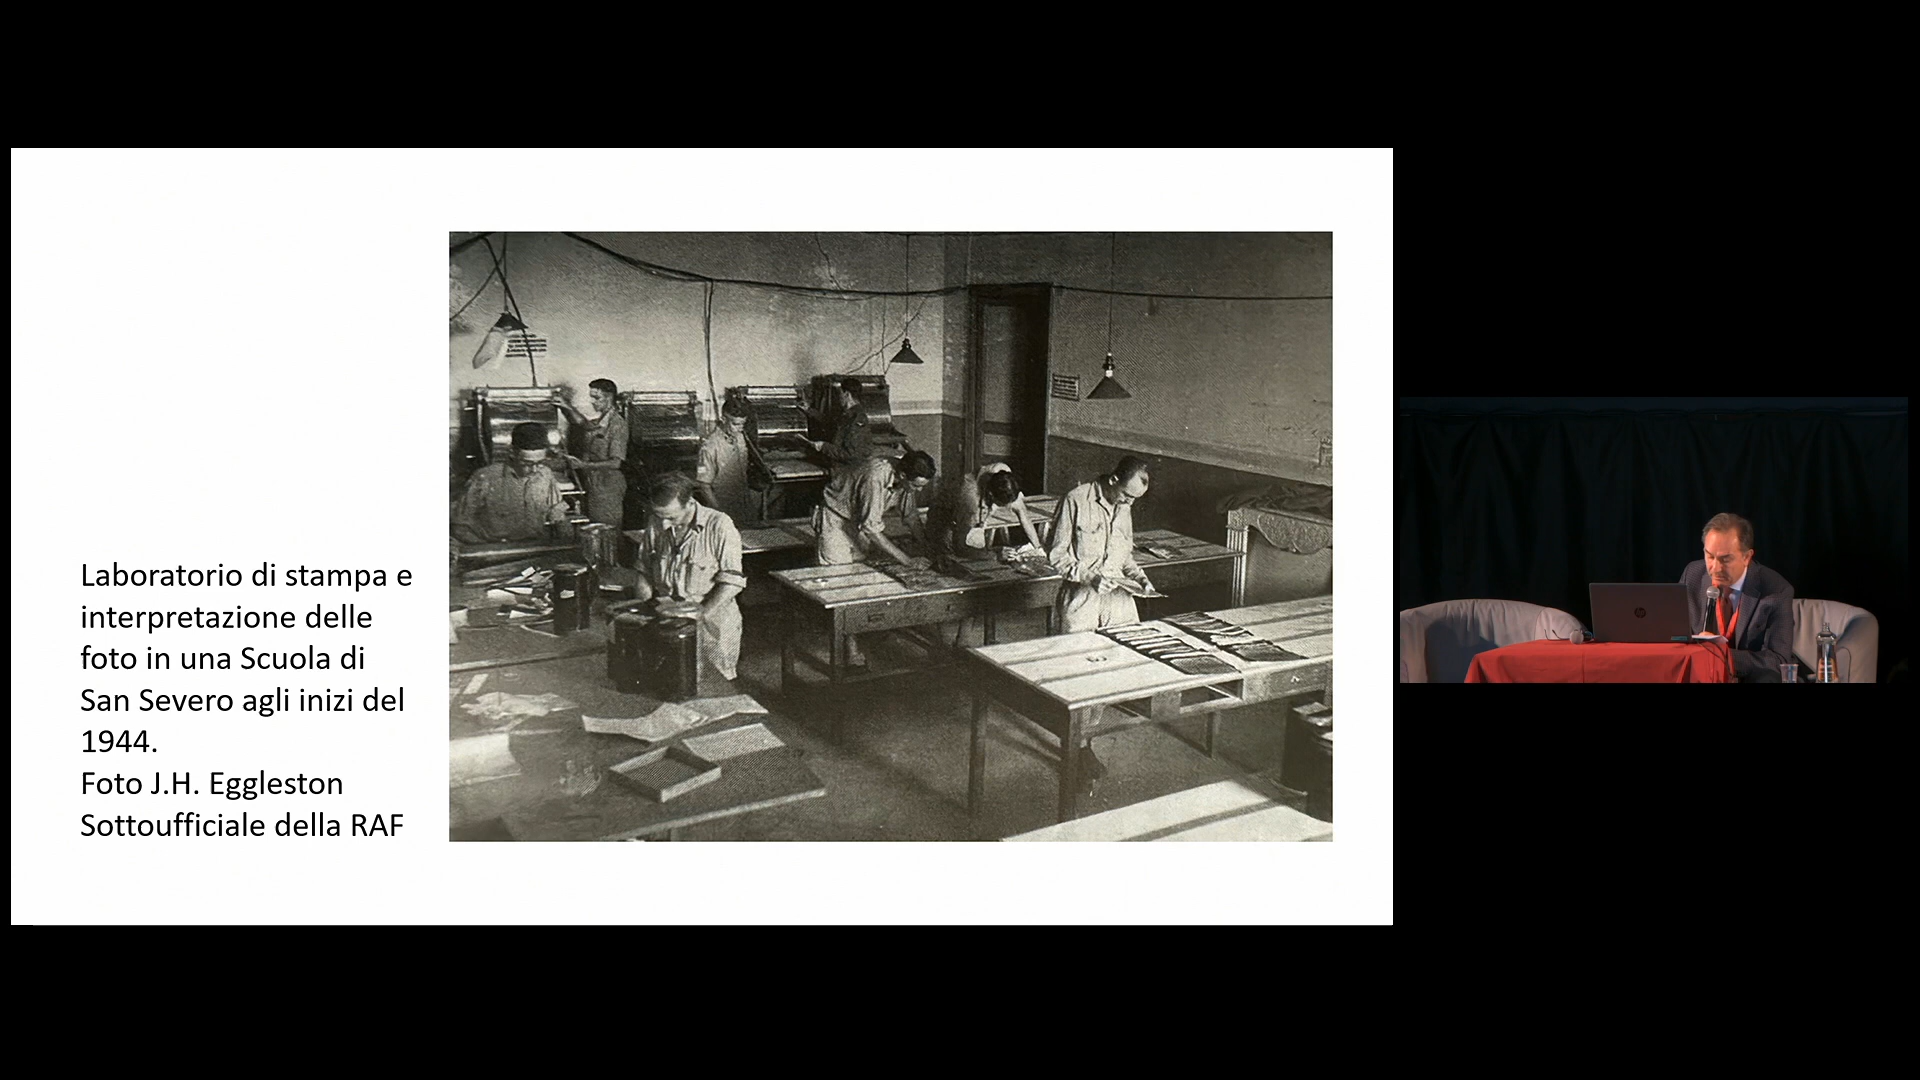 Laboratorio di stampa e
interpretazione delle
foto in una Scuola di
San Severo agli inizi del
1944.
Foto J.H. Eggleston
Sottoufficiale della RAF